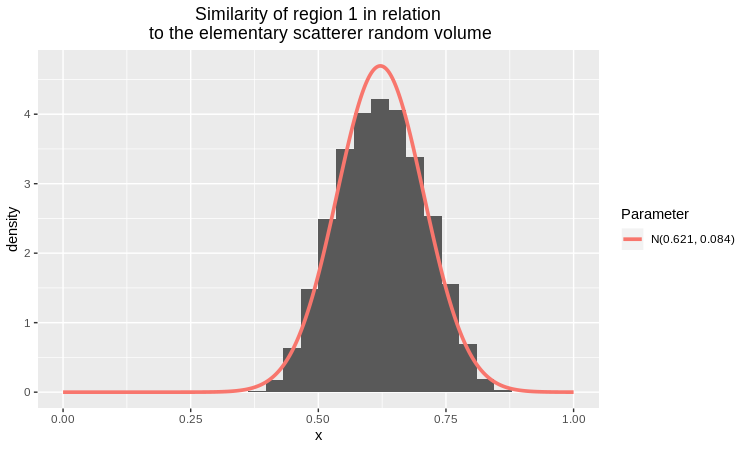 Similarity of region 1 in relation
to the elementary scatterer random volume
density
4
3
2
1
0
0.00 0.25 0.50 0.75 1.00
x
Parameter
N(0.621, 0.084)